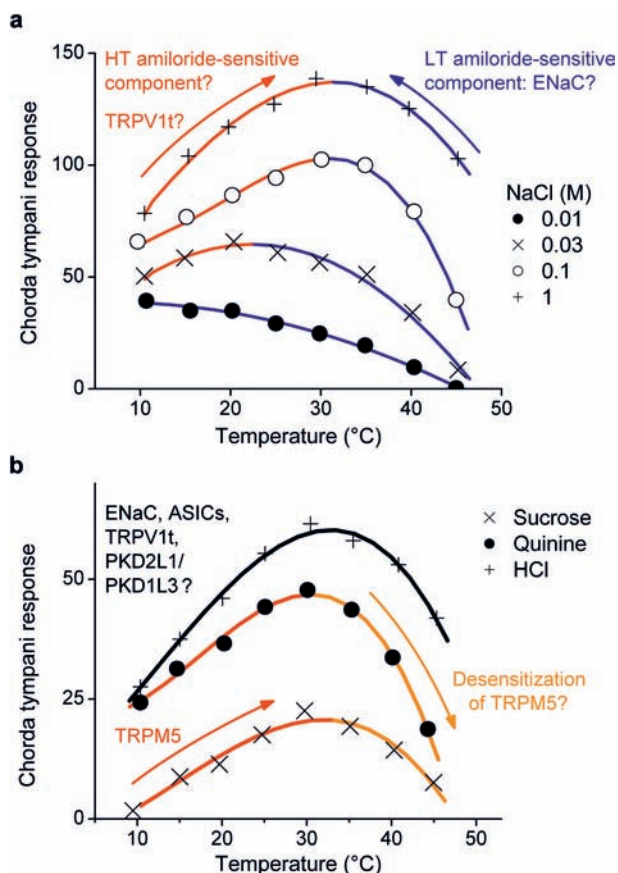 a
150
100
50
0
Chorda tympani response
HT amiloride-sensitive
component?
TRPV1t?
LT amiloride-sensitive
component: ENaC?
NaCl (M)
0.01
0.03
0.1
1
10 20 30 40 50
Temperature (°C)
b
50
25
0
Chorda tympani response
ENaC, ASICs,
TRPV1t,
PKD2L1/
PKD1L3?
Sucrose
Quinine
HCl
TRPM5
Desensitization
of TRPM5?
10 20 30 40 50
Temperature (°C)